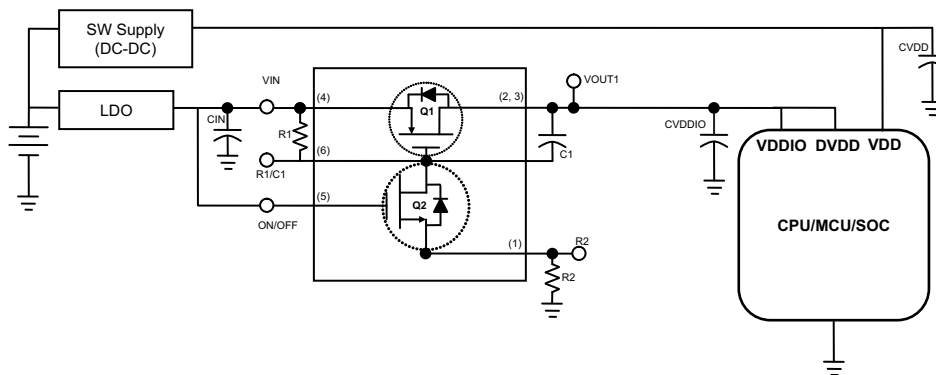 SW Supply
(DC-DC)
CVDD
VIN
VOUT1
LDO
(4)
Q1
(2, 3)
CIN
R1
C1
CVDDIO
VDDIO DVDD VDD
(6)
R1/C1
(5)
Q2
CPU/MCU/SOC
ON/OFF
(1)
R2
R2